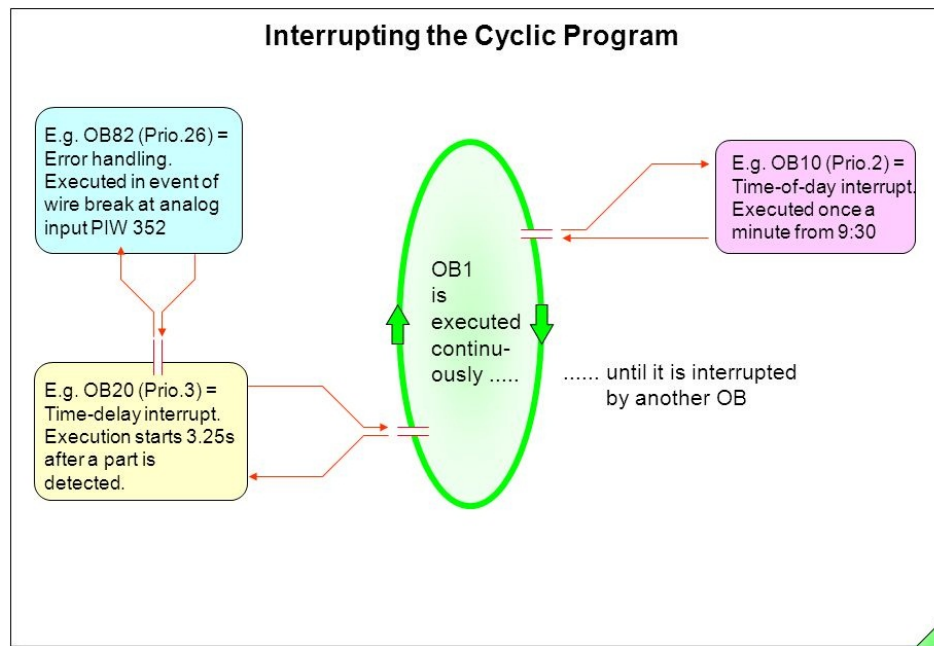 Interrupting the Cyclic Program
E.g. OB82 (Prio.26) =
Error handling.
Executed in event of
wire break at analog
input PIW 352
E.g. OB10 (Prio.2) =
Time-of-day interrupt.
Executed once a
minute from 9:30
OB1
is
executed
continu-
ously .....
...... until it is interrupted
by another OB
E.g. OB20 (Prio.3) =
Time-delay interrupt.
Execution starts 3.25s
after a part is
detected.